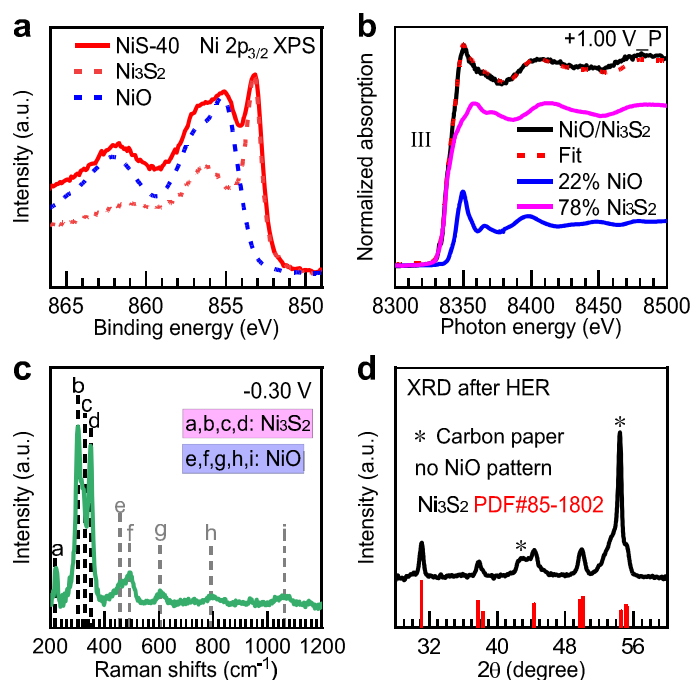 a
NiS-40 Ni 2p3/2 XPS
Ni3S2
NiO
Intensity (a.u.)
865 860 855 850
Binding energy (eV)
b
+1.00 V_P
III
NiO/Ni3S2
Fit
22% NiO
78% Ni3S2
Normalized absorption
8300 8350 8400 8450 8500
Photon energy (eV)
c
-0.30 V
a,b,c,d: Ni3S2
e,f,g,h,i: NiO
a
b
c
d
e
f
g
h
i
Intensity (a.u.)
200 400 600 800 1000 1200
Raman shifts (cm-1)
d
XRD after HER
* Carbon paper
no NiO pattern
Ni3S2 PDF#85-1802
*
*
Intensity (a.u.)
32 40 48 56
2θ (degree)